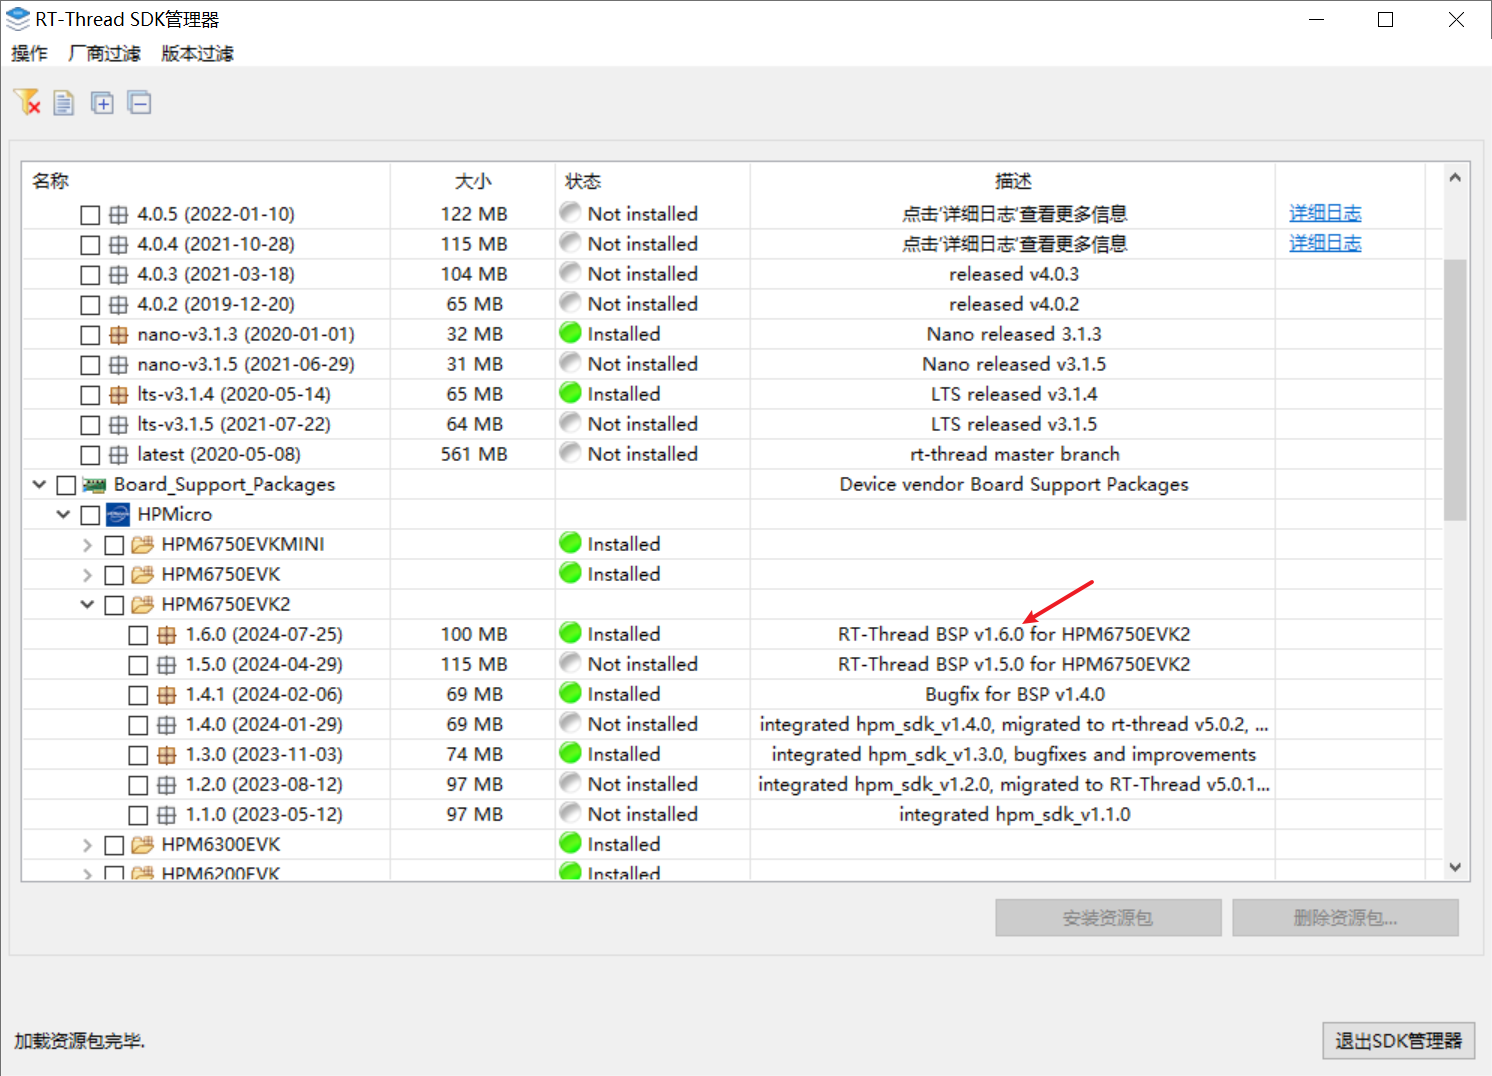 RT-Thread SDK管理器
操作 厂商过滤 版本过滤
名称 大小 状态 描述
4.0.5 (2022-01-10) 122 MB Not installed 点击'详细日志'查看更多信息 详细日志
4.0.4 (2021-10-28) 115 MB Not installed 点击'详细日志'查看更多信息 详细日志
4.0.3 (2021-03-18) 104 MB Not installed released v4.0.3
4.0.2 (2019-12-20) 65 MB Not installed released v4.0.2
nano-v3.1.3 (2020-01-01) 32 MB Installed Nano released 3.1.3
nano-v3.1.5 (2021-06-29) 31 MB Not installed Nano released v3.1.5
lts-v3.1.4 (2020-05-14) 65 MB Installed LTS released v3.1.4
lts-v3.1.5 (2021-07-22) 64 MB Not installed LTS released v3.1.5
latest (2020-05-08) 561 MB Not installed rt-thread master branch
Board_Support_Packages Device vendor Board Support Packages
HPMicro
HPM6750EVKMINI Installed
HPM6750EVK Installed
HPM6750EVK2
1.6.0 (2024-07-25) 100 MB Installed RT-Thread BSP v1.6.0 for HPM6750EVK2
1.5.0 (2024-04-29) 115 MB Not installed RT-Thread BSP v1.5.0 for HPM6750EVK2
1.4.1 (2024-02-06) 69 MB Installed Bugfix for BSP v1.4.0
1.4.0 (2024-01-29) 69 MB Not installed integrated hpm_sdk_v1.4.0, migrated to rt-thread v5.0.2, ...
1.3.0 (2023-11-03) 74 MB Installed integrated hpm_sdk_v1.3.0, bugfixes and improvements
1.2.0 (2023-08-12) 97 MB Not installed integrated hpm_sdk_v1.2.0, migrated to RT-Thread v5.0.1...
1.1.0 (2023-05-12) 97 MB Not installed integrated hpm_sdk_v1.1.0
HPM6300EVK Installed
HPM6200EVK Installed
安装资源包 删除资源包...
加载资源包完毕.
退出SDK管理器